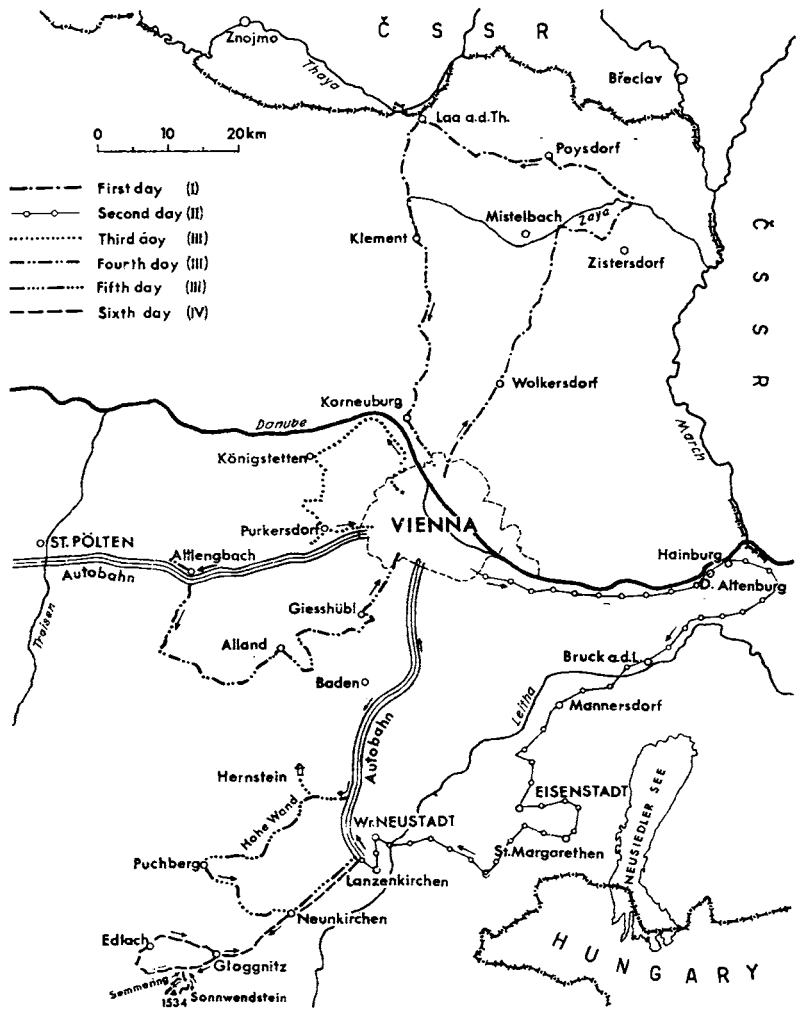 Č S S R
Znojmo
Thaya
Břeclav
Laa a.d.Th.
0 10 20 km
Poysdorf
First day (I)
Second day (II)
Third day (III)
Fourth day (III)
Fifth day (III)
Sixth day (IV)
Mistelbach
Zaya
Klement
Zistersdorf
Č S S R
Wolkersdorf
Korneuburg
Danube
March
Königstetten
Purkersdorf
VIENNA
ST. PÖLTEN
Altlengbach
Autobahn
Hainburg
D. Altenburg
Giesshübl
Traisen
Alland
Bruck a.d.L.
Baden
Leitha
Mannersdorf
Autobahn
Hernstein
EISENSTADT
NEUSIEDLER SEE
Hohe Wand
Wr. NEUSTADT
St. Margarethen
Puchberg
Lanzenkirchen
Neunkirchen
Edlach
Gloggnitz
HUNGARY
Semmering
1534 Sonnwendstein